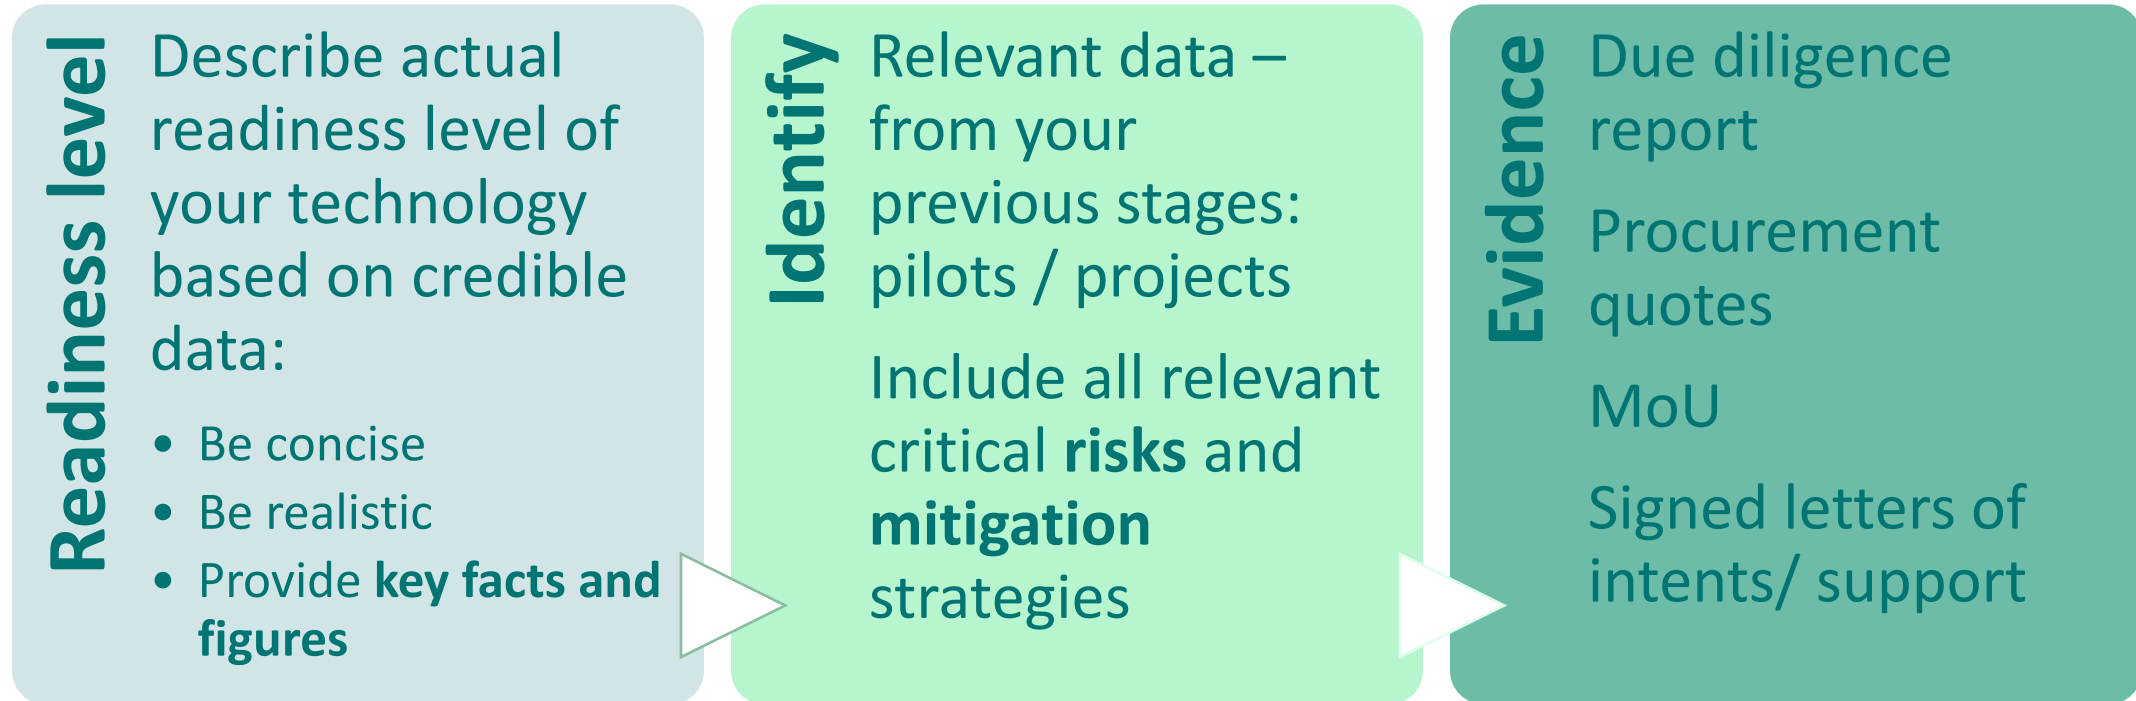 Readiness level
Describe actual
readiness level of
your technology
based on credible
data:
• Be concise
• Be realistic
• Provide key facts and
figures
Identify
Relevant data –
from your
previous stages:
pilots / projects
Include all relevant
critical risks and
mitigation
strategies
Evidence
Due diligence
report
Procurement
quotes
MoU
Signed letters of
intents/ support